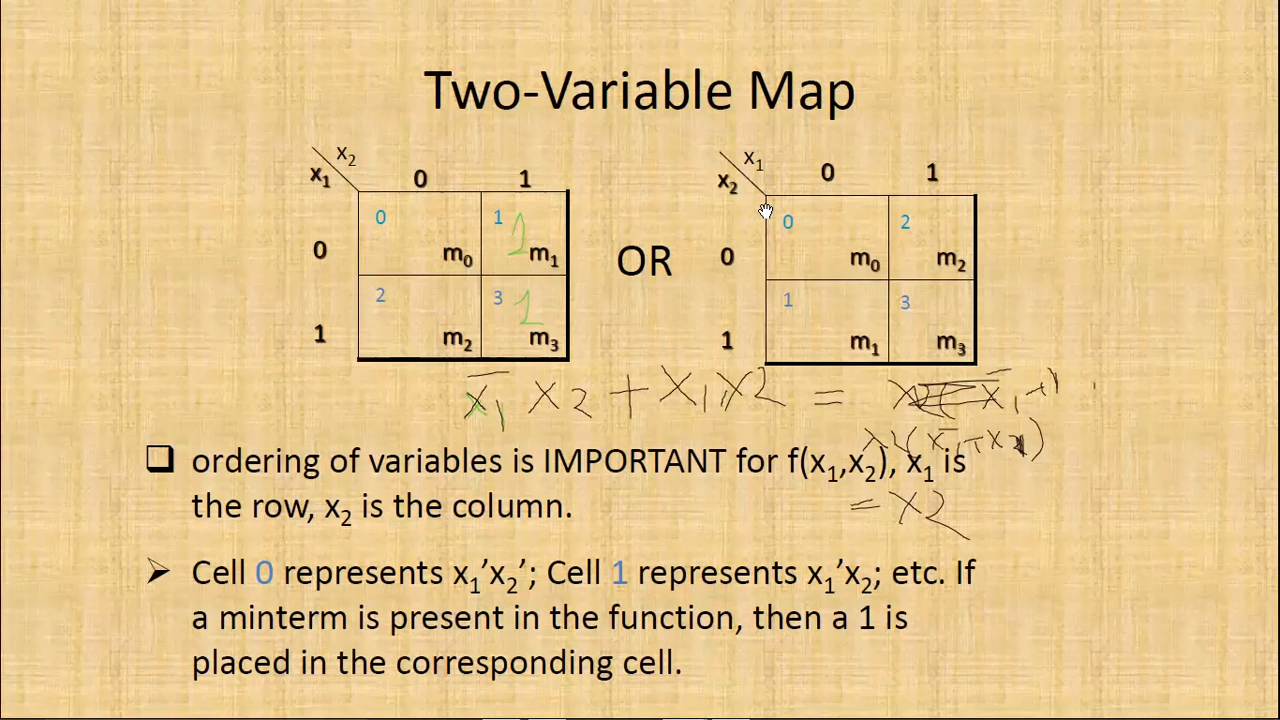 Two-Variable Map
x₂ x₁ 0 1
0 0 m₀ 1 1 m₁
1 2 m₂ 3 1 m₃
OR
x₁ x₂ 0 1
0 0 m₀ 2 m₂
1 1 m₁ 3 m₃
x̅₁ x2 + x₁ x2 =
= x2
❑ ordering of variables is IMPORTANT for f(x₁,x₂), x₁ is
the row, x₂ is the column.
➢ Cell 0 represents x₁’x₂’; Cell 1 represents x₁’x₂; etc. If
a minterm is present in the function, then a 1 is
placed in the corresponding cell.